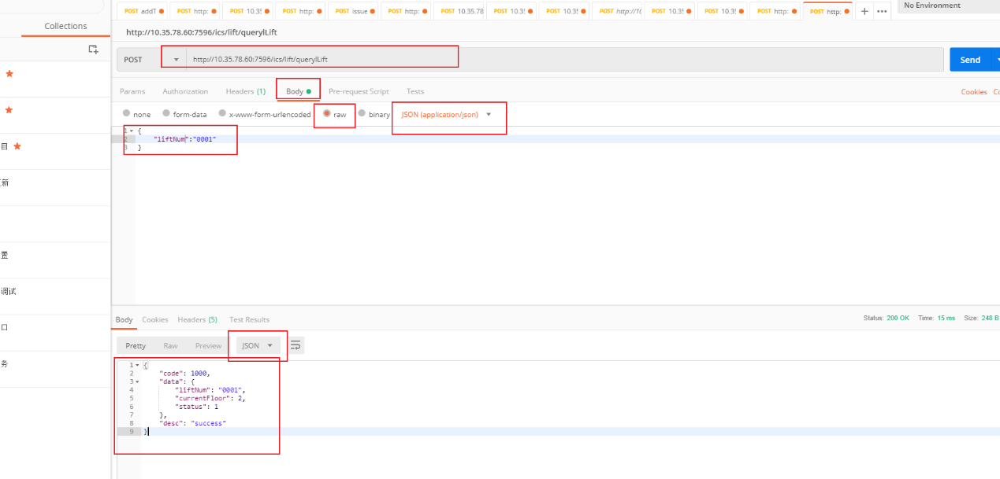 POST addT
POST http:
POST 10.35
POST http:
POST issue
POST http:
POST 10.35.78
POST 10.35
POST 10.35
POST http://10
POST 10.35
POST 10.35
POST http:
POST http:
+
•••
No Environment
Collections
http://10.35.78.60:7596/ics/lift/querylLift
POST http://10.35.78.60:7596/ics/lift/querylLift Send
Params Authorization Headers (1) Body Pre-request Script Tests Cookies
none form-data x-www-form-urlencoded raw binary JSON (application/json)
1 {
2 "liftNum":"0001"
3 }
目
新
置
调试
口
务
Body Cookies Headers (5) Test Results Status: 200 OK Time: 15 ms Size: 248 B
Pretty Raw Preview JSON
1 {
2 "code": 1000,
3 "data": {
4 "liftNum": "0001",
5 "currentFloor": 2,
6 "status": 1
7 },
8 "desc": "success"
9 }